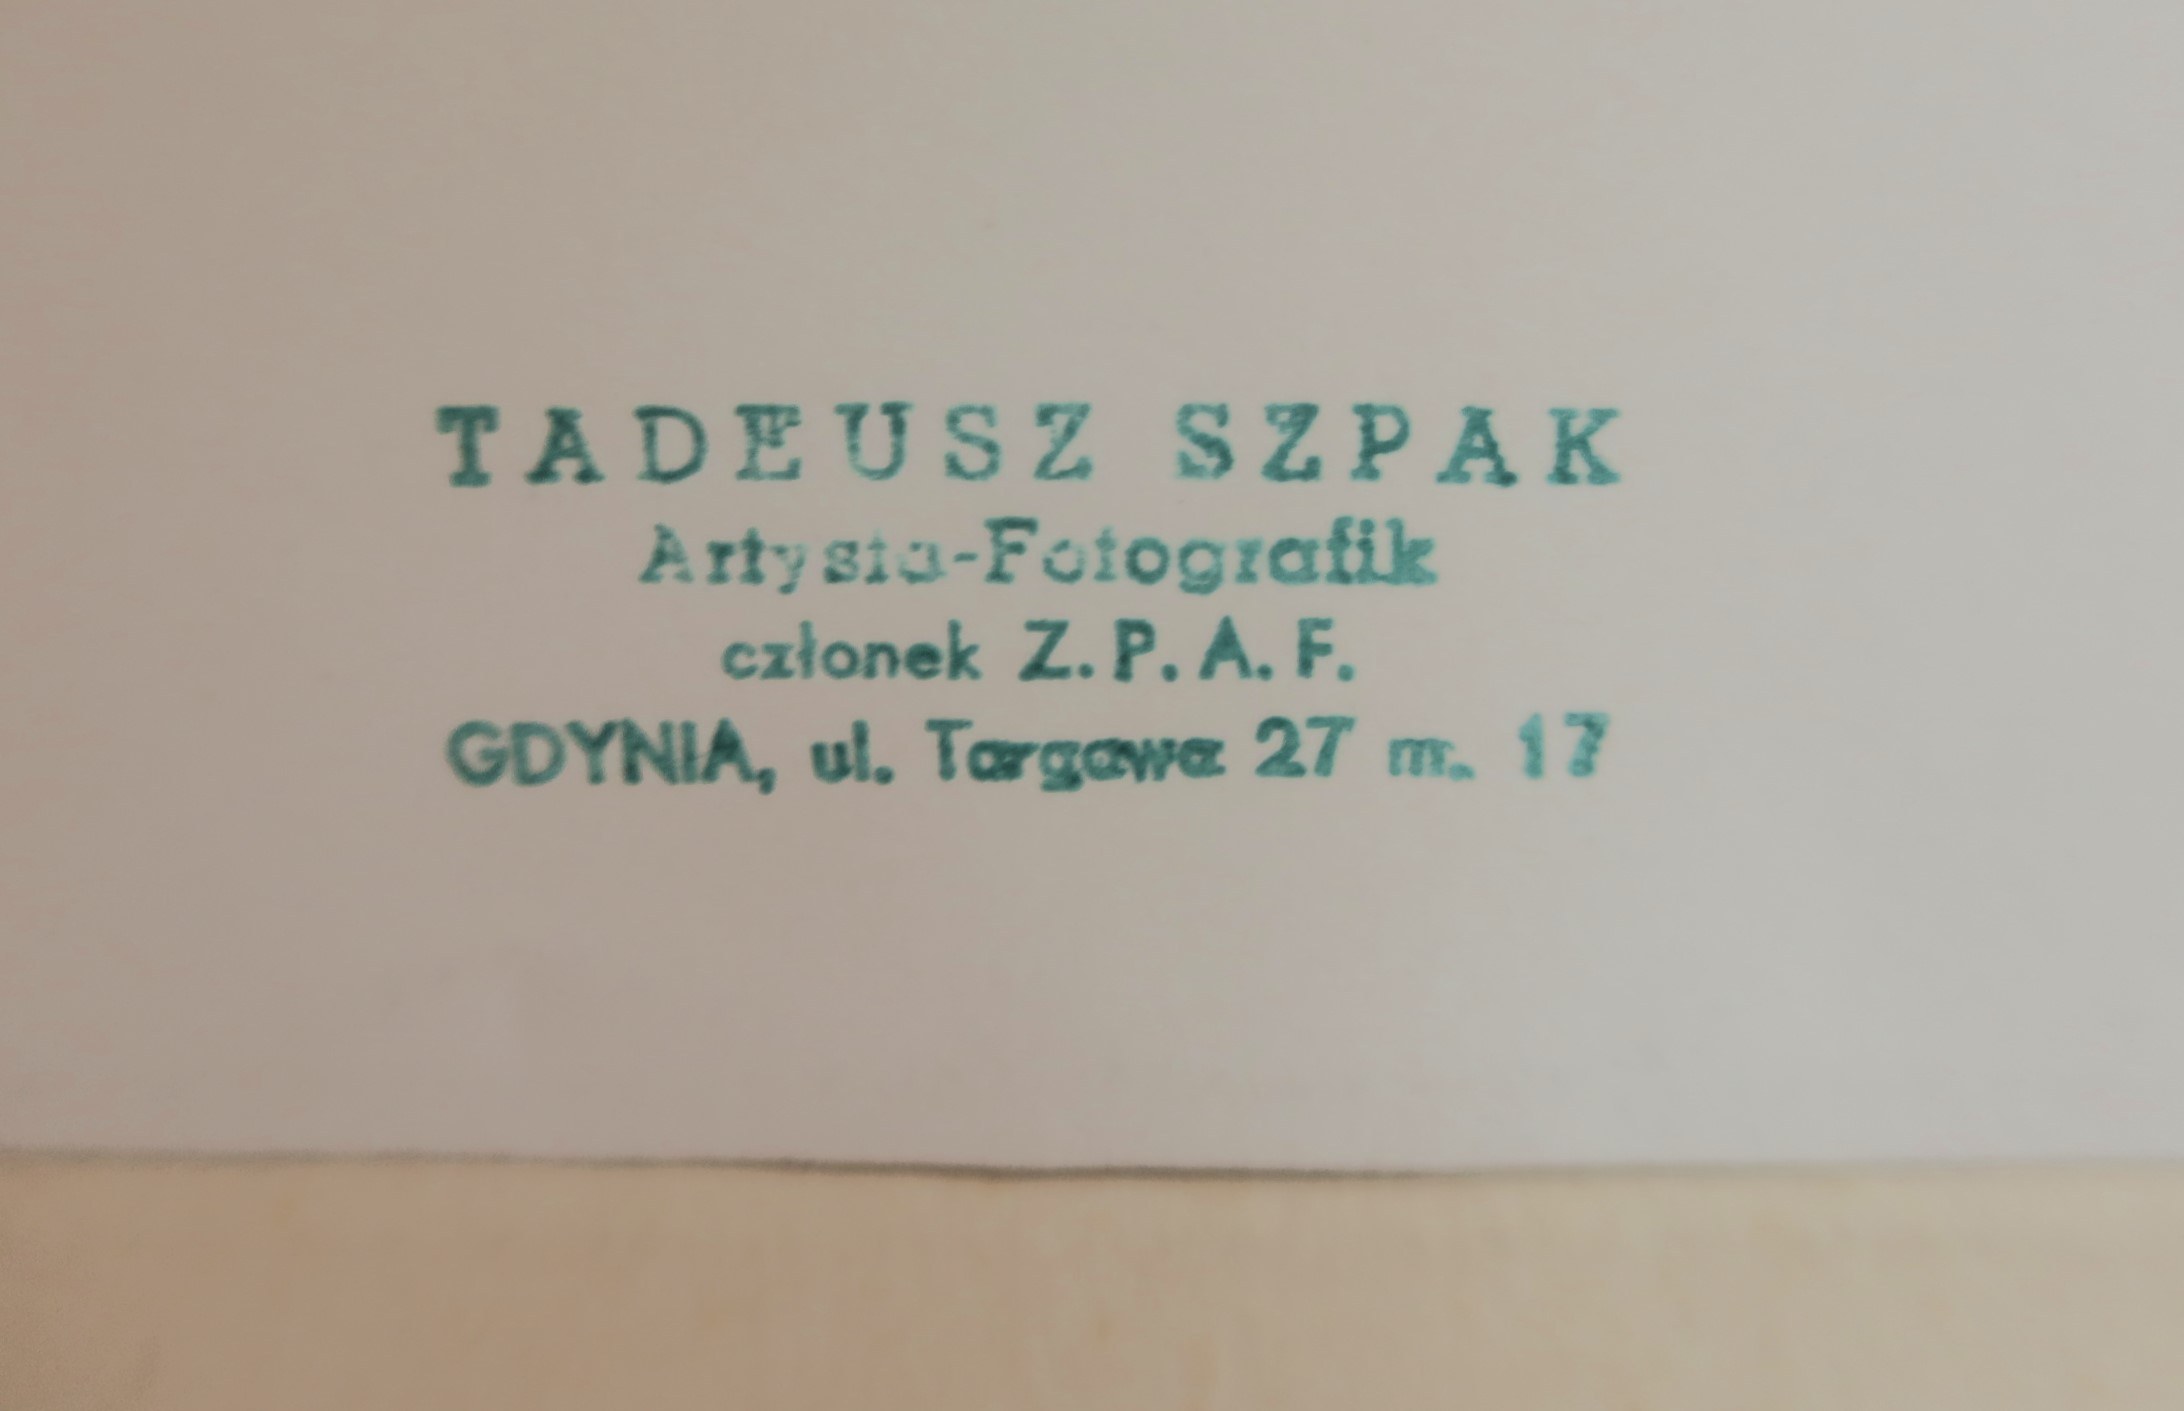 TADEUSZ SZPAK
Artysta-Fotografik
członek Z.P.A.F.
GDYNIA, ul. Targowa 27 m. 17